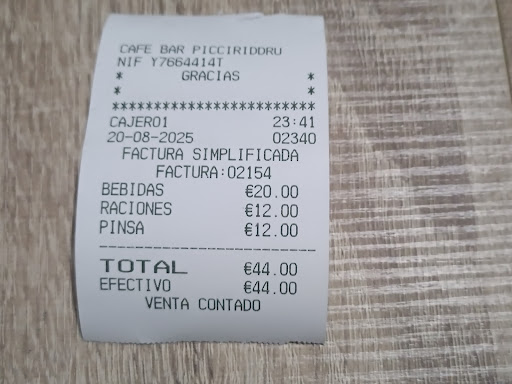 CAFE BAR PICCIRIDDRU
NIF Y7664414T
* GRACIAS *
* *
*************************
CAJERO1 23:41
20-08-2025 02340
FACTURA SIMPLIFICADA
FACTURA:02154
BEBIDAS €20.00
RACIONES €12.00
PINSA €12.00
--------------------------
TOTAL €44.00
EFECTIVO €44.00
VENTA CONTADO